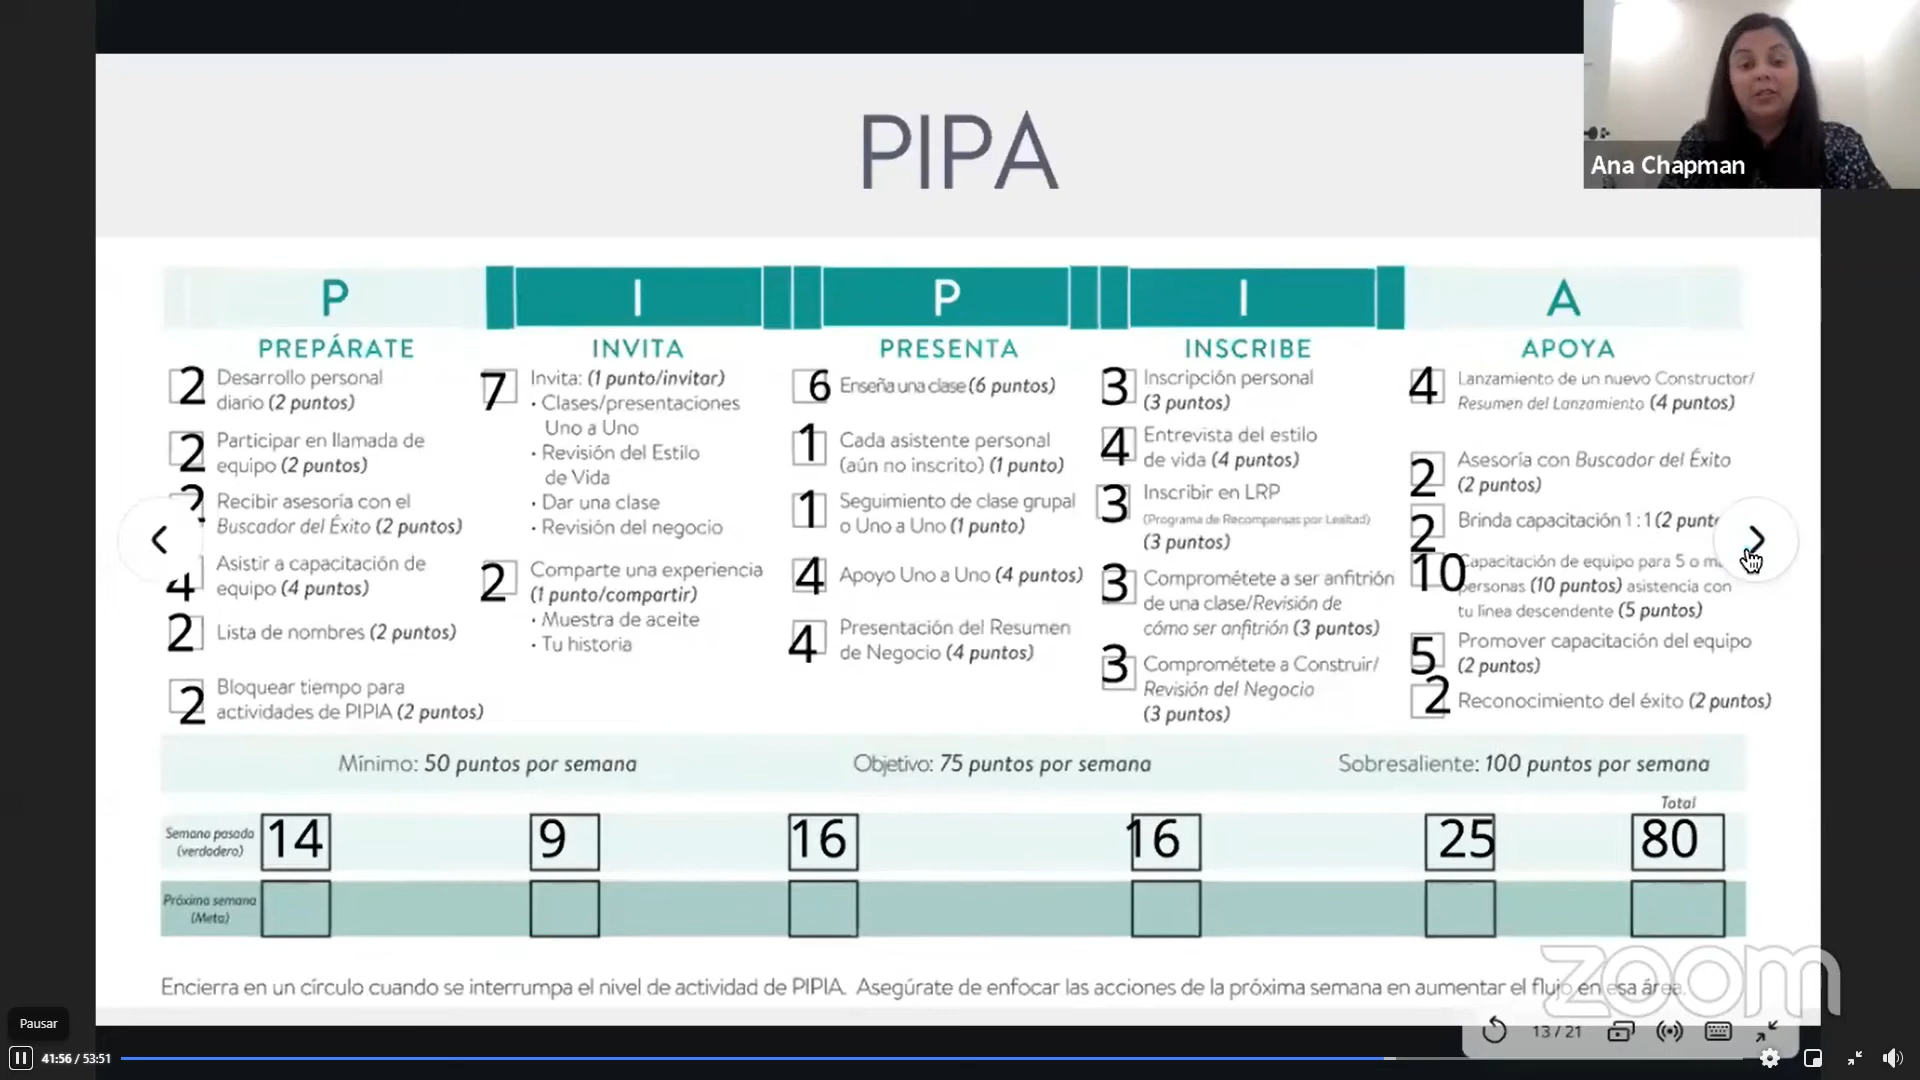 PIPA
Ana Chapman
P
I
P
I
A
PREPÁRATE
INVITA
PRESENTA
INSCRIBE
APOYA
2 Desarrollo personal
diario (2 puntos)
2 Participar en llamada de
equipo (2 puntos)
2 Recibir asesoría con el
Buscador del Éxito (2 puntos)
4 Asistir a capacitación de
equipo (4 puntos)
2 Lista de nombres (2 puntos)
2 Bloquear tiempo para
actividades de PIPIA (2 puntos)
7 Invita: (1 punto/invitar)
• Clases/presentaciones
Uno a Uno
• Revisión del Estilo
de Vida
• Dar una clase
• Revisión del negocio
2 Comparte una experiencia
(1 punto/compartir)
• Muestra de aceite
• Tu historia
6 Enseña una clase (6 puntos)
1 Cada asistente personal
(aún no inscrito) (1 punto)
1 Seguimiento de clase grupal
o Uno a Uno (1 punto)
4 Apoyo Uno a Uno (4 puntos)
4 Presentación del Resumen
de Negocio (4 puntos)
3 Inscripción personal
(3 puntos)
4 Entrevista del estilo
de vida (4 puntos)
3 Inscribir en LRP
(Programa de Recompensas por Lealtad)
(3 puntos)
3 Comprométete a ser anfitrión
de una clase/Revisión de
cómo ser anfitrión (3 puntos)
3 Comprométete a Construir/
Revisión del Negocio
(3 puntos)
4 Lanzamiento de un nuevo Constructor/
Resumen del Lanzamiento (4 puntos)
2 Asesoría con Buscador del Éxito
(2 puntos)
2 Brinda capacitación 1:1 (2 punt
10 Capacitación de equipo para 5 o m
personas (10 puntos) asistencia con
tu línea descendente (5 puntos)
5 Promover capacitación del equipo
(2 puntos)
2 Reconocimiento del éxito (2 puntos)
Mínimo: 50 puntos por semana
Objetivo: 75 puntos por semana
Sobresaliente: 100 puntos por semana
Total
Semana pasada
(verdadero)
14 9 16 16 25 80
Próxima semana
(Meta)
Encierra en un círculo cuando se interrumpa el nivel de actividad de PIPIA. Asegúrate de enfocar las acciones de la próxima semana en aumentar el flujo en esa área.
zoom
Pausar
13 / 21
41:56 / 53:51